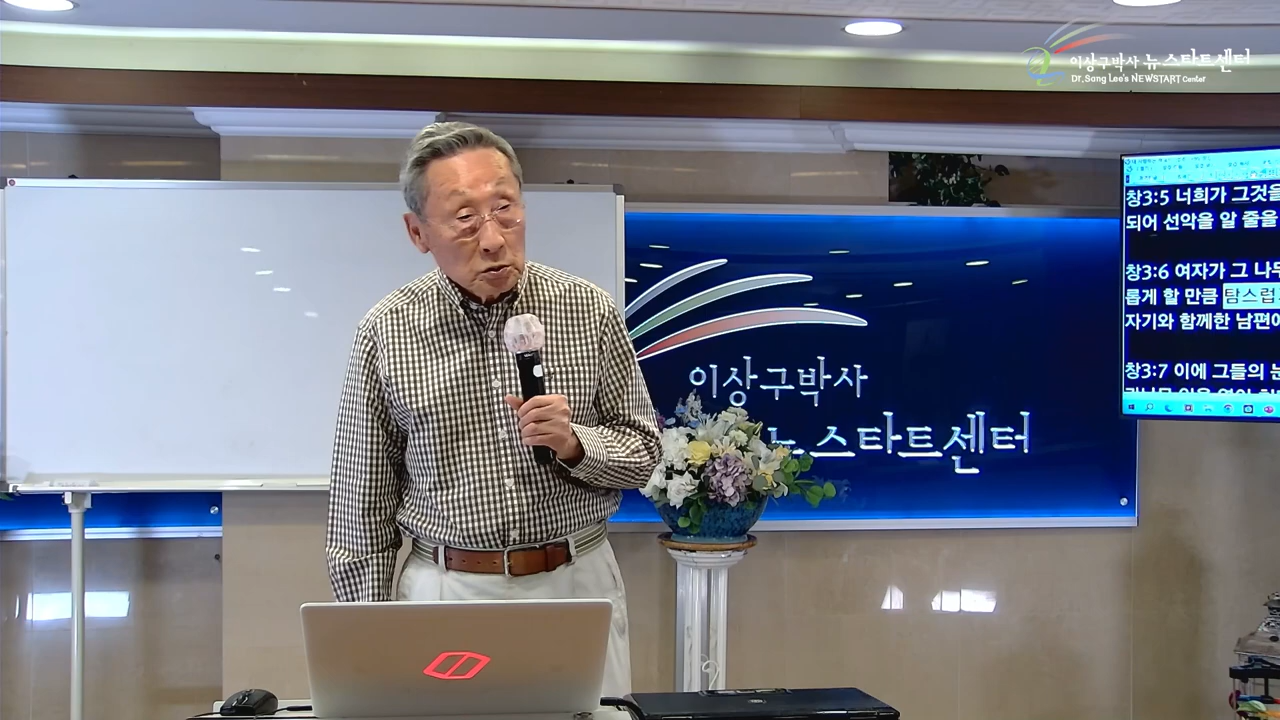 이상구박사 뉴스타트센터
Dr. Sang Lee's NEWSTART Center
창3:5 너희가 그것을
되어 선악을 알 줄을
창3:6 여자가 그 나무
롭게 할 만큼 탐스럽
자기와 함께한 남편에
창3:7 이에 그들의 눈
이상구박사
뉴스타트센터